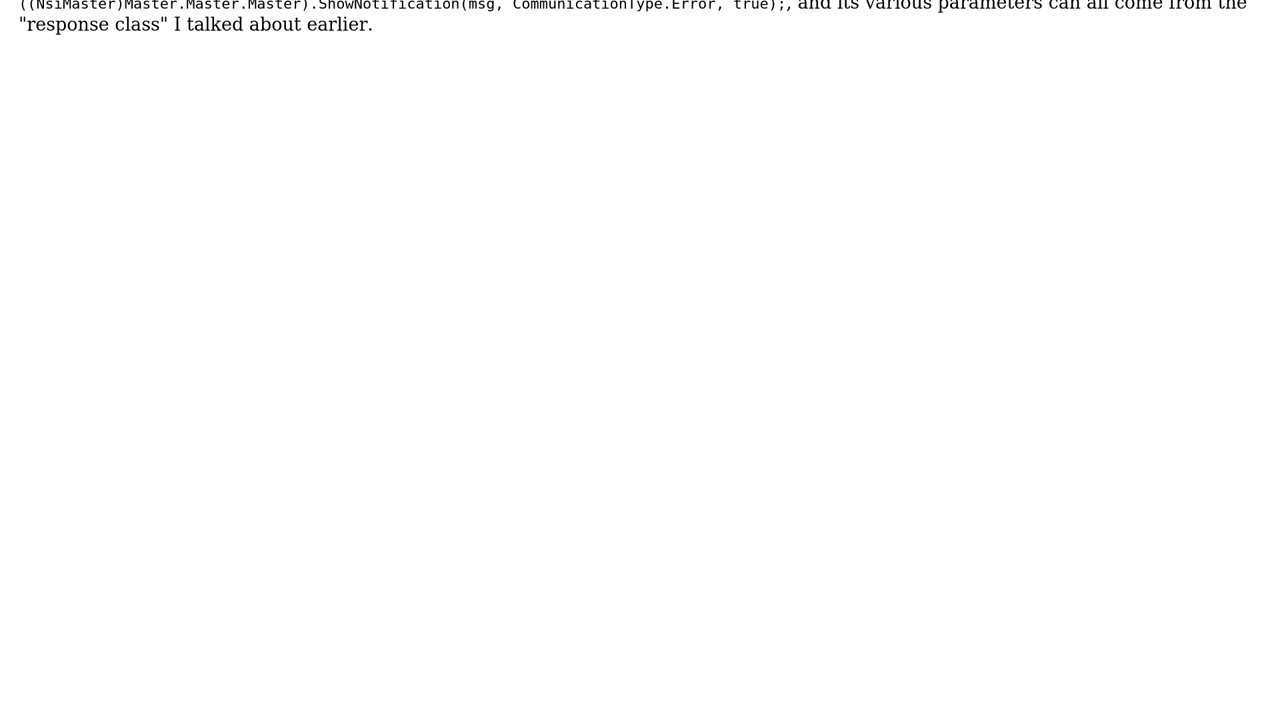 ((NsiMaster)Master.Master.Master).ShowNotification(msg, CommunicationType.Error, true);, and its various parameters can all come from the
"response class" I talked about earlier.